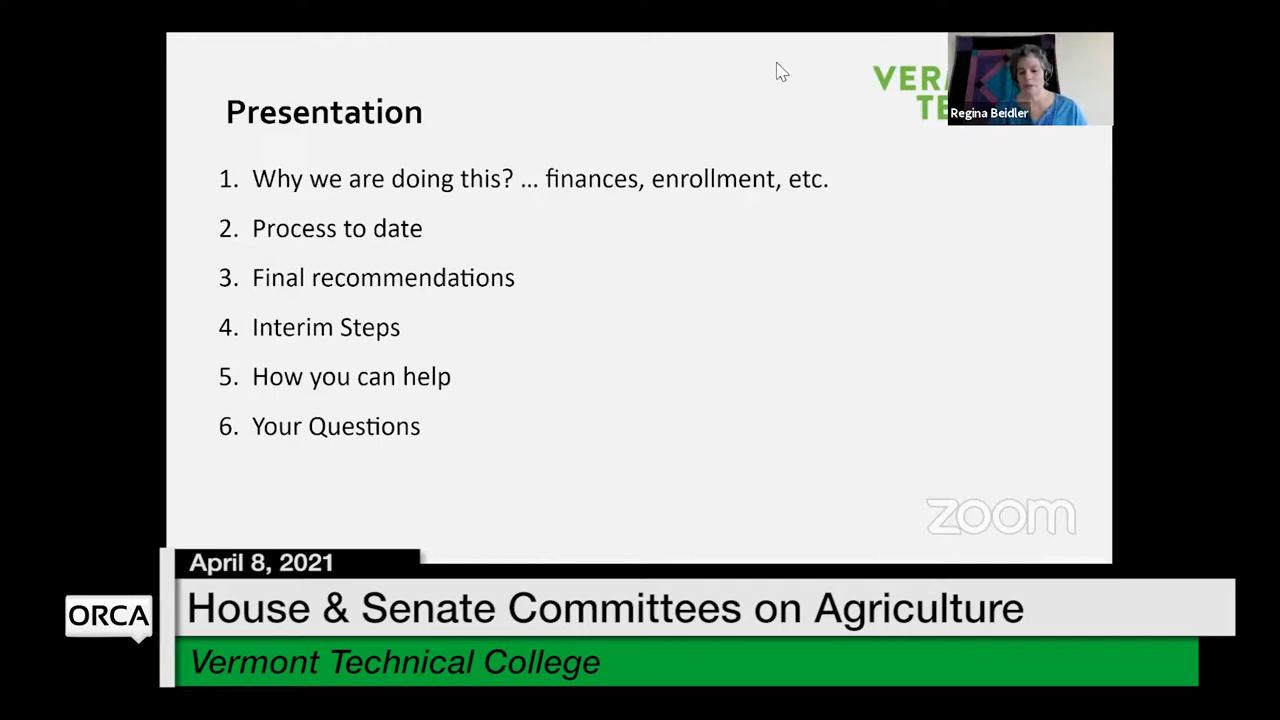 VER
TE
Regina Beidler
Presentation
1. Why we are doing this? ... finances, enrollment, etc.
2. Process to date
3. Final recommendations
4. Interim Steps
5. How you can help
6. Your Questions
zoom
April 8, 2021
ORCA
House & Senate Committees on Agriculture
Vermont Technical College